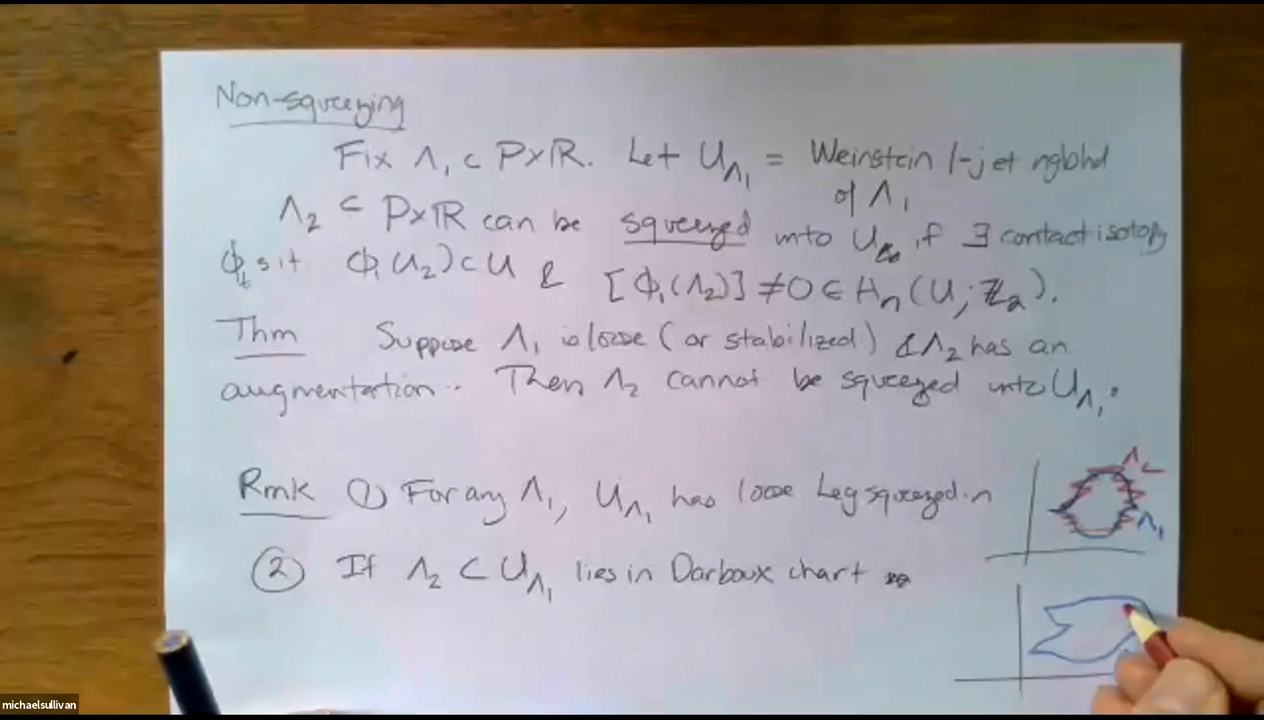 Non-squeezing
Fix Λ₁ ⊂ P×ℝ. Let U_Λ₁ = Weinstein 1-jet ngbhd
of Λ₁
Λ₂ ⊂ P×ℝ can be squeezed into U if ∃ contact isotopy
ϕₜ s.t. ϕ₁(U₂) ⊂ U & [ϕ₁(Λ₂)] ≠ 0 ∈ Hₙ(U; ℤ₂).
Thm Suppose Λ₁ is loose (or stabilized) & Λ₂ has an
augmentation. Then Λ₂ cannot be squeezed into U_Λ₁.
Rmk ① For any Λ₁, U_Λ₁ has loose Leg squeezed in
Λ₁
② If Λ₂ ⊂ U_Λ₁ lies in Darboux chart
michaelsullivan